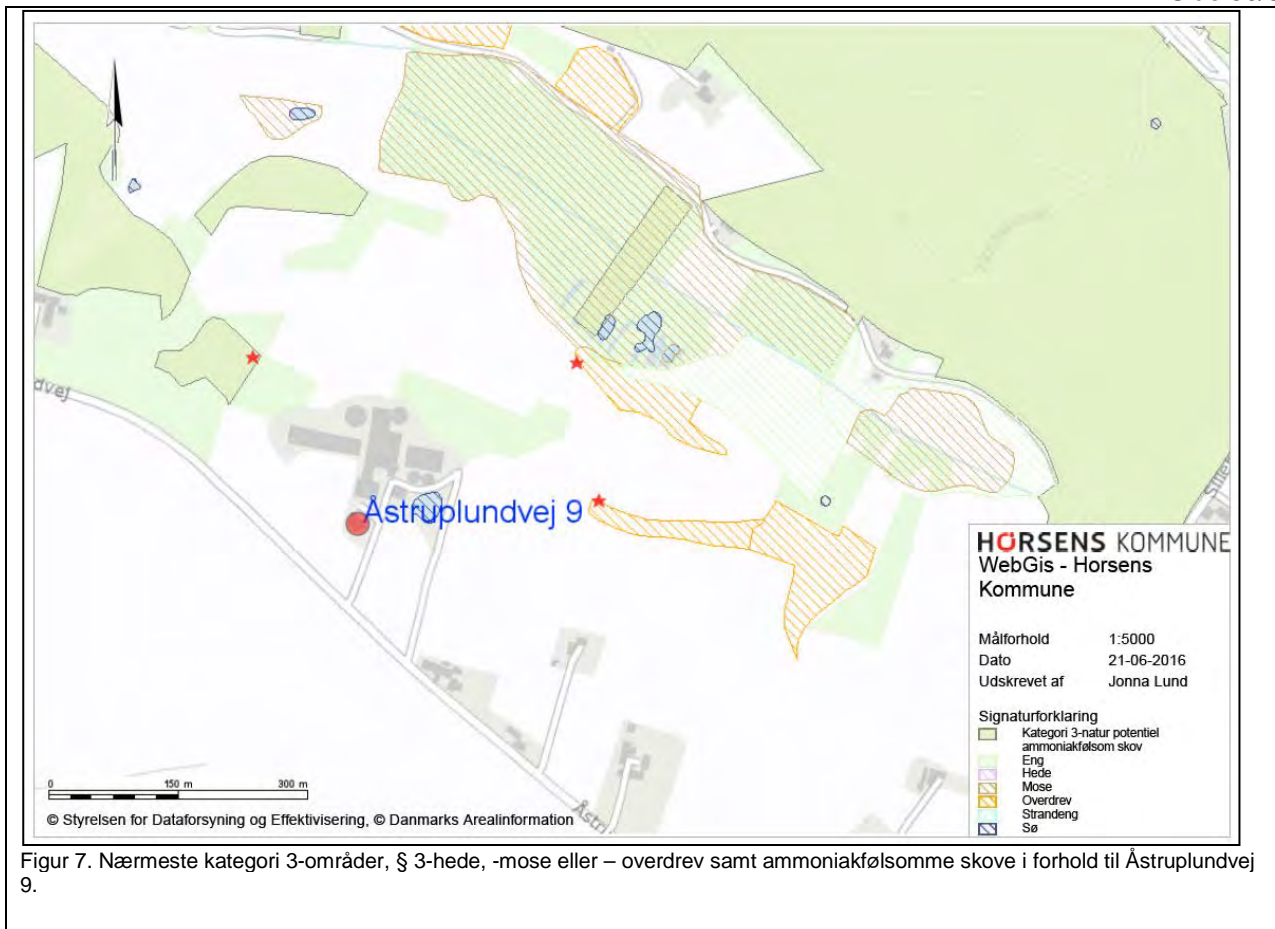 dvej
Åstruplundvej 9
Åstri
HORSENS KOMMUNE
WebGis - Horsens
Kommune
Målforhold 1:5000
Dato 21-06-2016
Udskrevet af Jonna Lund
Signaturforklaring
Kategori 3-natur potentiel
ammoniakfølsom skov
Eng
Hede
Mose
Overdrev
Strandeng
Sø
0 150 m 300 m
© Styrelsen for Dataforsyning og Effektivisering, © Danmarks Arealinformation
Figur 7. Nærmeste kategori 3-områder, § 3-hede, -mose eller – overdrev samt ammoniakfølsomme skove i forhold til Åstruplundvej
9.